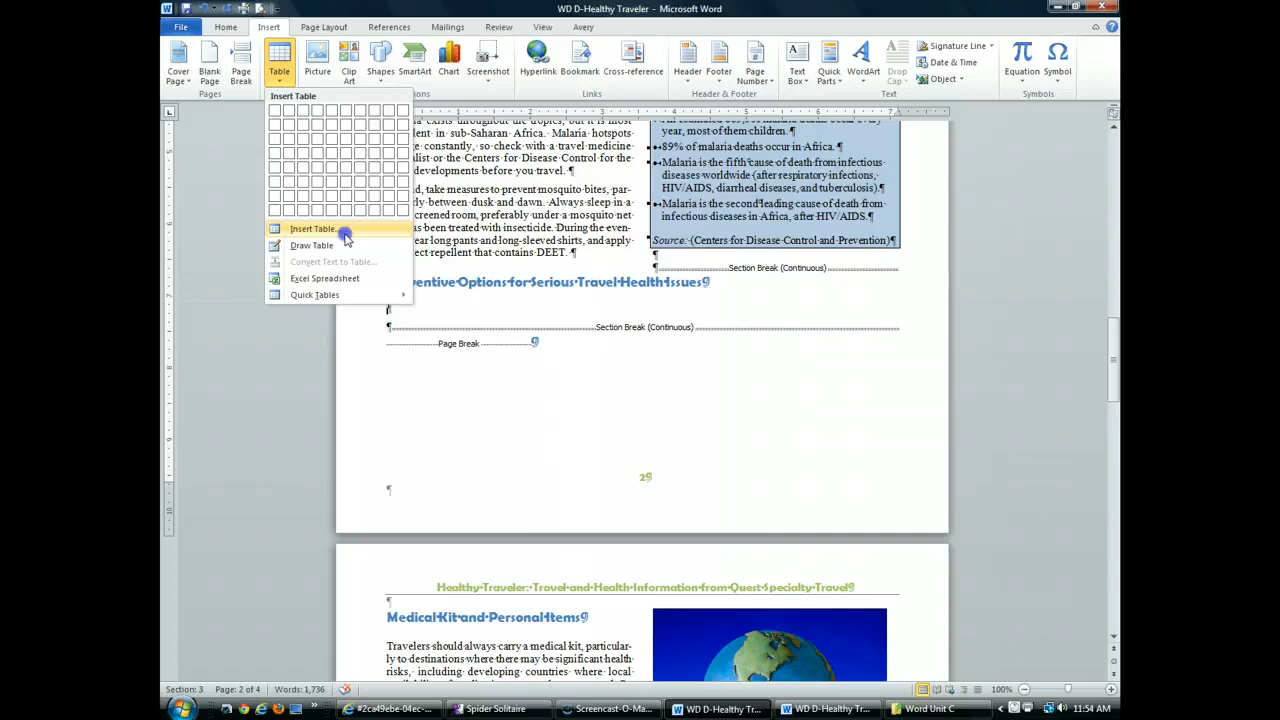 WD D-Healthy Traveler - Microsoft Word
File Home Insert Page Layout References Mailings Review View Avery
Cover Page
Blank Page
Page Break
Table
Picture
Clip Art
Shapes
SmartArt
Chart
Screenshot
Hyperlink
Bookmark
Cross-reference
Header
Footer
Page Number
Text Box
Quick Parts
WordArt
Drop Cap
Signature Line
Date & Time
Object
Equation
Symbol
Pages
Links
Header & Footer
Text
Symbols
Insert Table
Insert Table...
Draw Table
Convert Text to Table...
Excel Spreadsheet
Quick Tables
in sub-Saharan Africa. Malaria hotspots
constantly, so check with a travel medicine
or the Centers for Disease Control for the
before you travel. ¶
take measures to prevent mosquito bites, par-
between dusk and dawn. Always sleep in a
room, preferably under a mosquito net
has been treated with insecticide. During the even-
long pants and long-sleeved shirts, and apply
repellent that contains DEET. ¶
year, most of them children.¶
89% of malaria deaths occur in Africa.¶
Malaria is the fifth cause of death from infectious
diseases worldwide (after respiratory infections,
HIV/AIDS, diarrheal diseases, and tuberculosis).¶
Malaria is the second leading cause of death from
infectious diseases in Africa, after HIV/AIDS.¶
Source: (Centers for Disease Control and Prevention)¶
¶
¶ Section Break (Continuous)
Options for Serious Travel Health Issues¶
¶ Section Break (Continuous)
Page Break ¶
2¶
¶
Healthy Traveler: Travel and Health Information from Quest Specialty Travel¶
¶
Medical Kit and Personal Items¶
Travelers should always carry a medical kit, particular-
ly to destinations where there may be significant health
risks, including developing countries where local
Section: 3 Page: 2 of 4 Words: 1,736 100%
#2ca49ebe-04ec-... Spider Solitaire Screencast-O-Ma... WD D-Healthy Tr... WD D-Healthy Tr... Word Unit C 11:54 AM